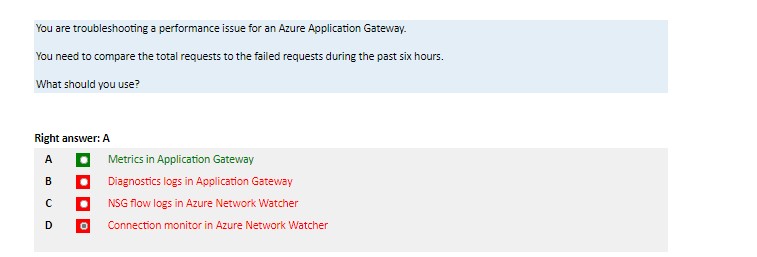 You are troubleshooting a performance issue for an Azure Application Gateway.
You need to compare the total requests to the failed requests during the past six hours.
What should you use?
Right answer: A
A Metrics in Application Gateway
B Diagnostics logs in Application Gateway
C NSG flow logs in Azure Network Watcher
D Connection monitor in Azure Network Watcher